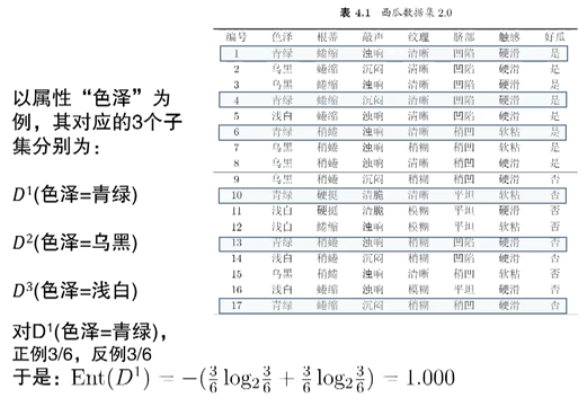 表 4.1 西瓜数据集 2.0
编号 色泽 根蒂 敲声 纹理 脐部 触感 好瓜
1 青绿 蜷缩 浊响 清晰 凹陷 硬滑 是
2 乌黑 蜷缩 沉闷 清晰 凹陷 硬滑 是
3 乌黑 蜷缩 浊响 清晰 凹陷 硬滑 是
4 青绿 蜷缩 沉闷 清晰 凹陷 硬滑 是
5 浅白 蜷缩 浊响 清晰 凹陷 硬滑 是
6 青绿 稍蜷 浊响 清晰 稍凹 软粘 是
7 乌黑 稍蜷 浊响 稍糊 稍凹 软粘 是
8 乌黑 稍蜷 浊响 清晰 稍凹 硬滑 是
9 乌黑 稍蜷 沉闷 稍糊 稍凹 硬滑 否
10 青绿 硬挺 清脆 清晰 平坦 软粘 否
11 浅白 硬挺 清脆 模糊 平坦 硬滑 否
12 浅白 蜷缩 浊响 模糊 平坦 软粘 否
13 青绿 稍蜷 浊响 稍糊 凹陷 硬滑 否
14 浅白 稍蜷 沉闷 稍糊 凹陷 硬滑 否
15 乌黑 稍蜷 浊响 清晰 稍凹 软粘 否
16 浅白 蜷缩 浊响 模糊 平坦 硬滑 否
17 青绿 蜷缩 沉闷 稍糊 稍凹 硬滑 否
以属性“色泽”为
例，其对应的3个子
集分别为：
D¹(色泽=青绿)
D²(色泽=乌黑)
D³(色泽=浅白)
对D¹(色泽=青绿)，
正例3/6，反例3/6
于是：Ent(D¹) = −(3/6 log₂ 3/6 + 3/6 log₂ 3/6) = 1.000